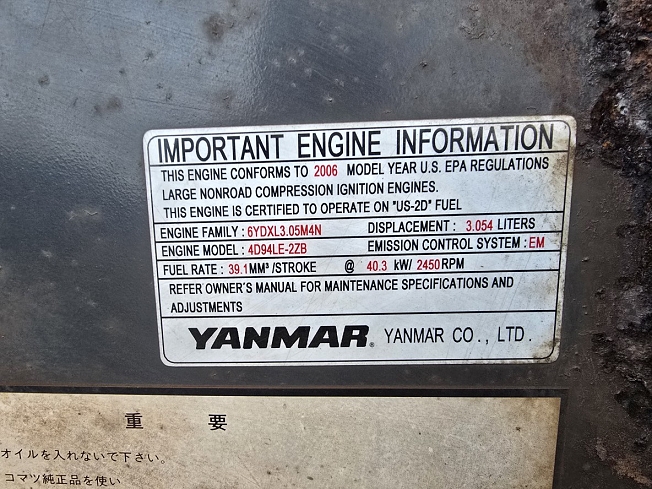 IMPORTANT ENGINE INFORMATION
THIS ENGINE CONFORMS TO 2006 MODEL YEAR U.S. EPA REGULATIONS
LARGE NONROAD COMPRESSION IGNITION ENGINES.
THIS ENGINE IS CERTIFIED TO OPERATE ON "US-2D" FUEL
ENGINE FAMILY : 6YDXL3.05M4N DISPLACEMENT : 3.054 LITERS
ENGINE MODEL : 4D94LE-2ZB EMISSION CONTROL SYSTEM : EM
FUEL RATE : 39.1 MM³ /STROKE @ 40.3 kW/ 2450 RPM
REFER OWNER'S MANUAL FOR MAINTENANCE SPECIFICATIONS AND
ADJUSTMENTS
YANMAR® YANMAR CO., LTD.
重 要
オイルを入れないで下さい。
コマツ純正品を使い